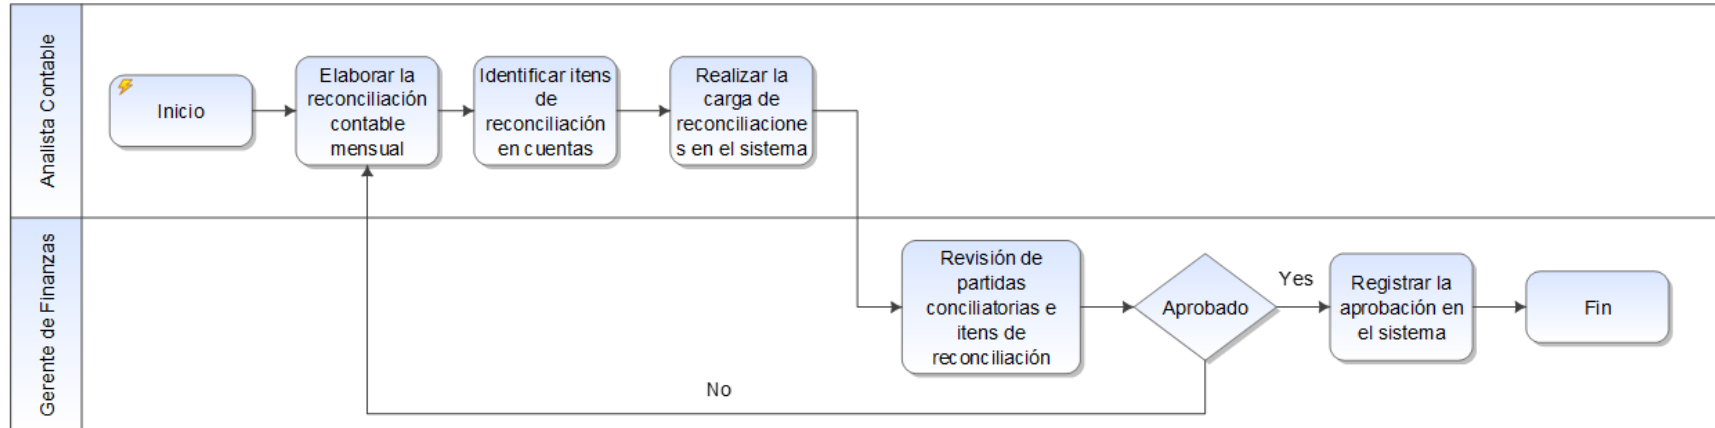 Analista Contable
Inicio
Elaborar la
reconciliación
contable
mensual
Identificar itens
de
reconciliación
en cuentas
Realizar la
carga de
reconciliacione
s en el sistema
Gerente de Finanzas
Revisión de
partidas
conciliatorias e
itens de
reconciliación
Aprobado
Yes
Registrar la
aprobación en
el sistema
Fin
No